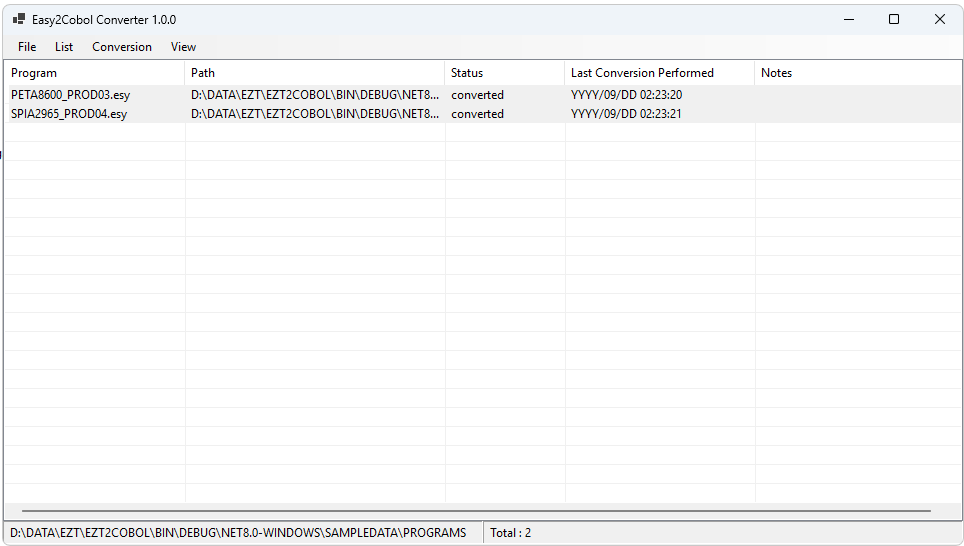 Easy2Cobol Converter 1.0.0
File List Conversion View
Program Path Status Last Conversion Performed Notes
PETA8600_PROD03.esy D:\DATA\EZT\EZT2COBOL\BIN\DEBUG\NET8... converted YYYY/09/DD 02:23:20
SPIA2965_PROD04.esy D:\DATA\EZT\EZT2COBOL\BIN\DEBUG\NET8... converted YYYY/09/DD 02:23:21
D:\DATA\EZT\EZT2COBOL\BIN\DEBUG\NET8.0-WINDOWS\SAMPLEDATA\PROGRAMS Total : 2